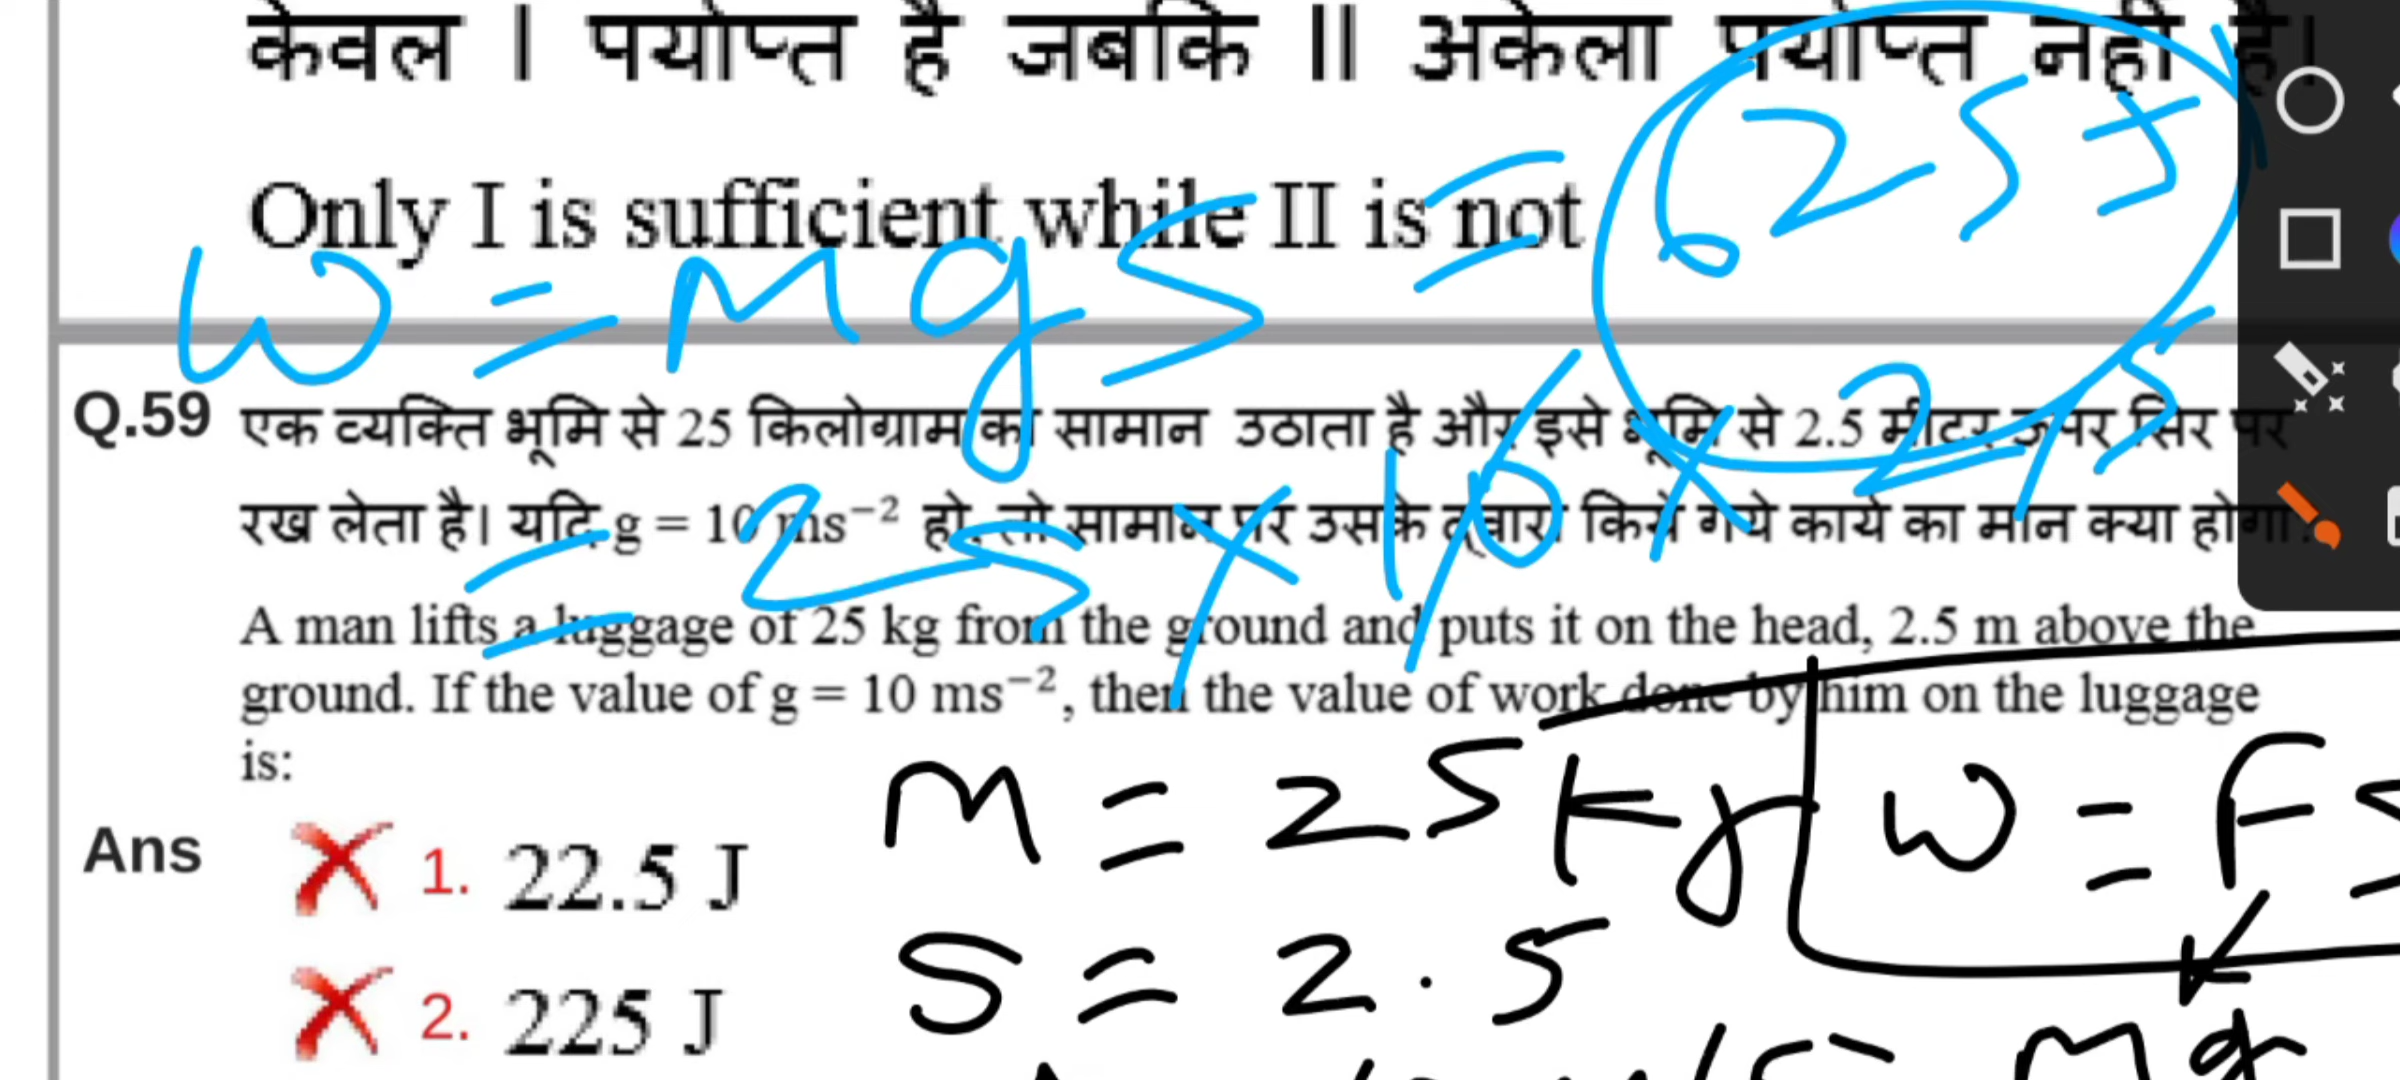 केवल I पर्याप्त है जबकि II अकेला पर्याप्त नहीं है।
Only I is sufficient while II is not
= 625 J
W = mgs
Q.59 एक व्यक्ति भूमि से 25 किलोग्राम का सामान उठाता है और इसे भूमि से 2.5 मीटर ऊपर सिर पर
रख लेता है। यदि g = 10 ms⁻² हो, तो सामान पर उसके द्वारा किये गये कार्य का मान क्या होगा
= 25 x 10 x 2.5
A man lifts a luggage of 25 kg from the ground and puts it on the head, 2.5 m above the
ground. If the value of g = 10 ms⁻², then the value of work done by him on the luggage
is:
m = 25 kg
W = FS
Ans 1. 22.5 J
S = 2.5
2. 225 J
mg